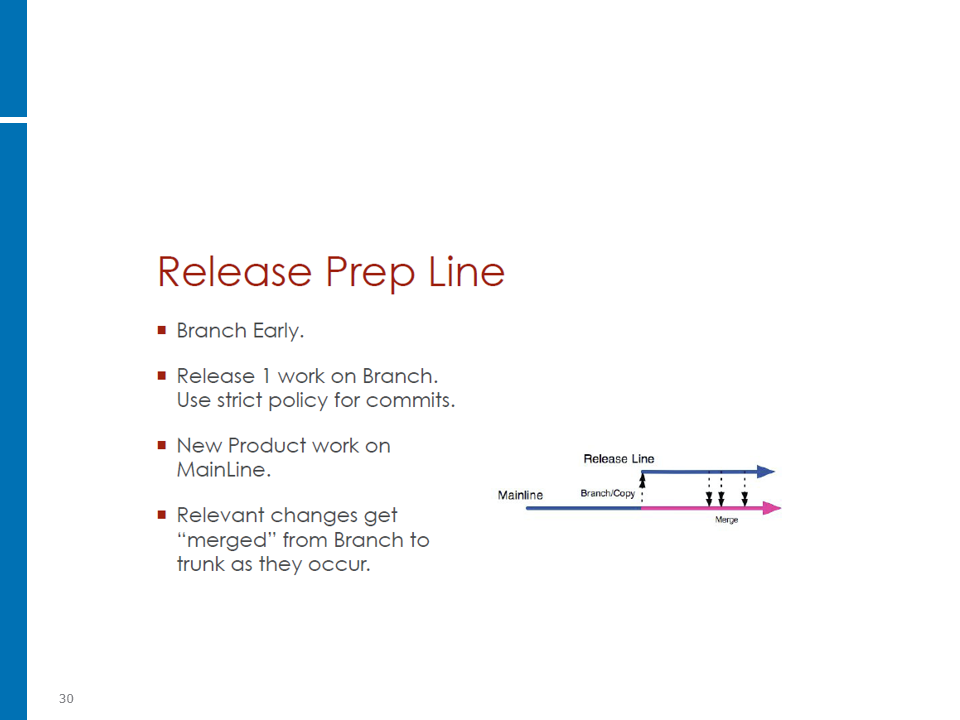 Release Prep Line
Branch Early.
Release 1 work on Branch.
Use strict policy for commits.
New Product work on
MainLine.
Relevant changes get
“merged” from Branch to
trunk as they occur.
Release Line
Mainline
Branch/Copy
Merge
30